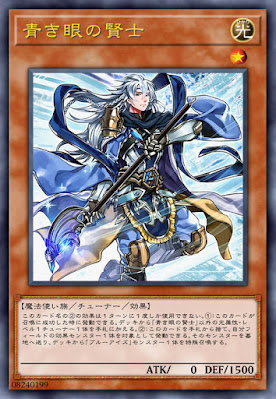 青き眼の賢士
光
【魔法使い族／チューナー／効果】
このカード名の②の効果は１ターンに１度しか使用できない。①：このカードが
召喚に成功した時に発動できる。デッキから「青き眼の賢士」以外の光属性・レ
ベル１チューナー１体を手札に加える。②：このカードを手札から捨て、自分フ
ィールドの効果モンスター１体を対象として発動できる。そのモンスターを墓
地へ送り、デッキから「ブルーアイズ」モンスター１体を特殊召喚する。
ATK/ 0 DEF/1500
08240199